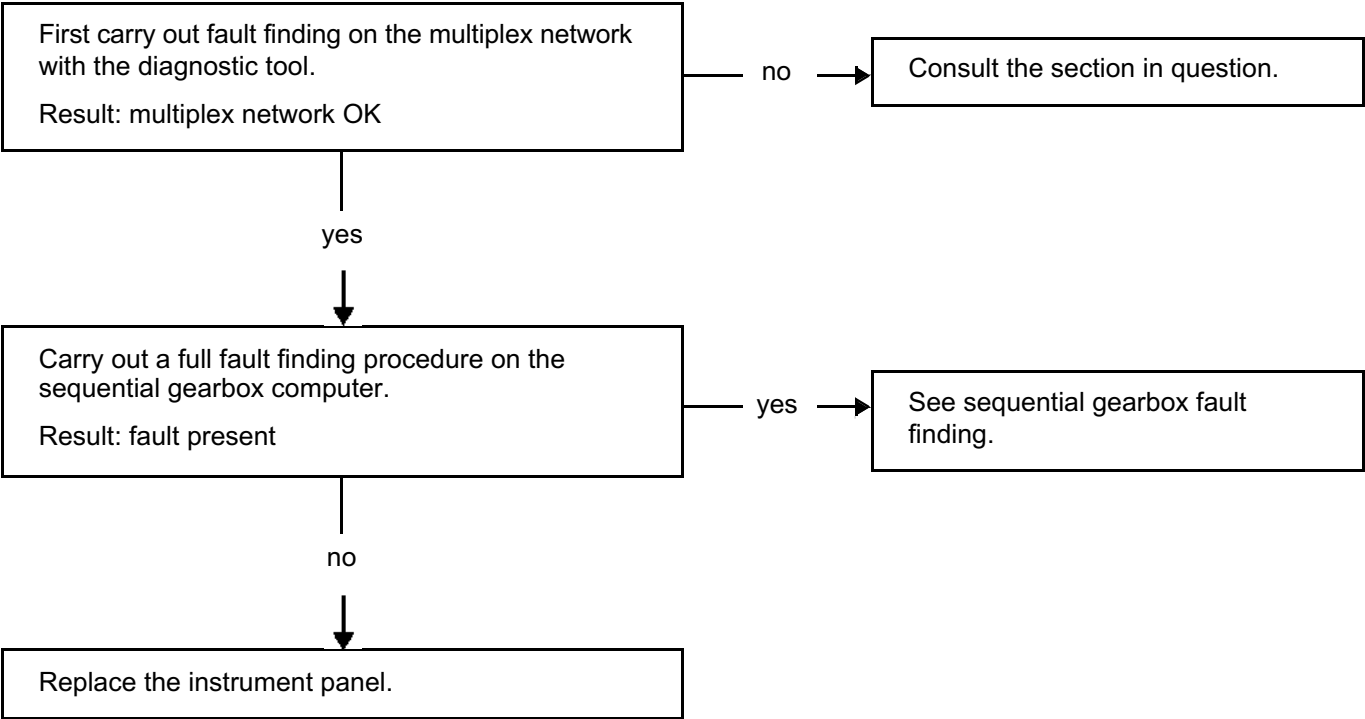 First carry out fault finding on the multiplex network
with the diagnostic tool.
Result: multiplex network OK
no
Consult the section in question.
yes
Carry out a full fault finding procedure on the
sequential gearbox computer.
Result: fault present
yes
See sequential gearbox fault
finding.
no
Replace the instrument panel.